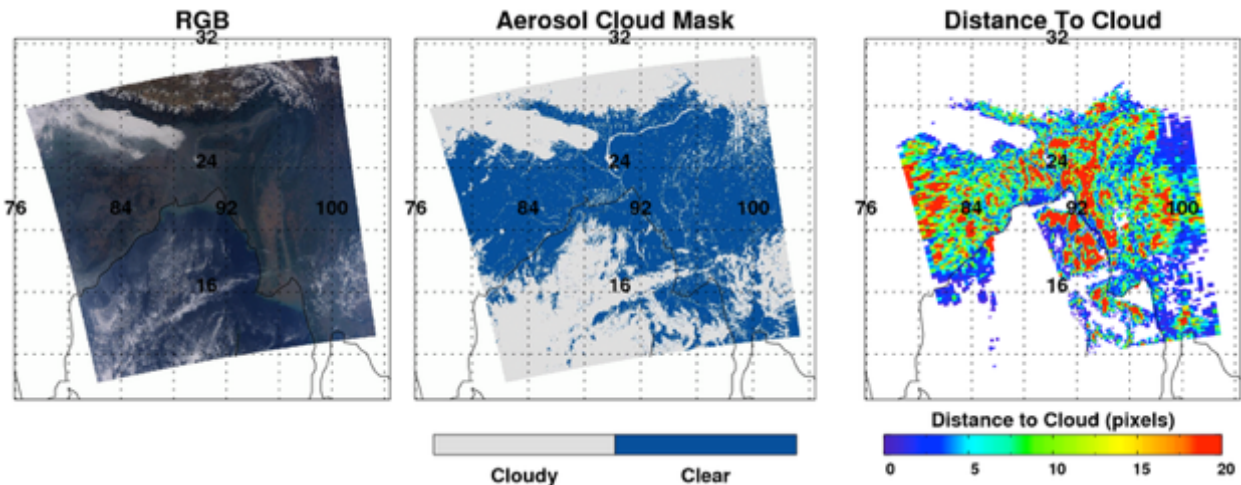 RGB
Aerosol Cloud Mask
Distance To Cloud
32
24
76 84 92 100
16
32
24
84 92 100
16
32
24
76 84 92 100
16
Cloudy Clear
Distance to Cloud (pixels)
0 5 10 15 20